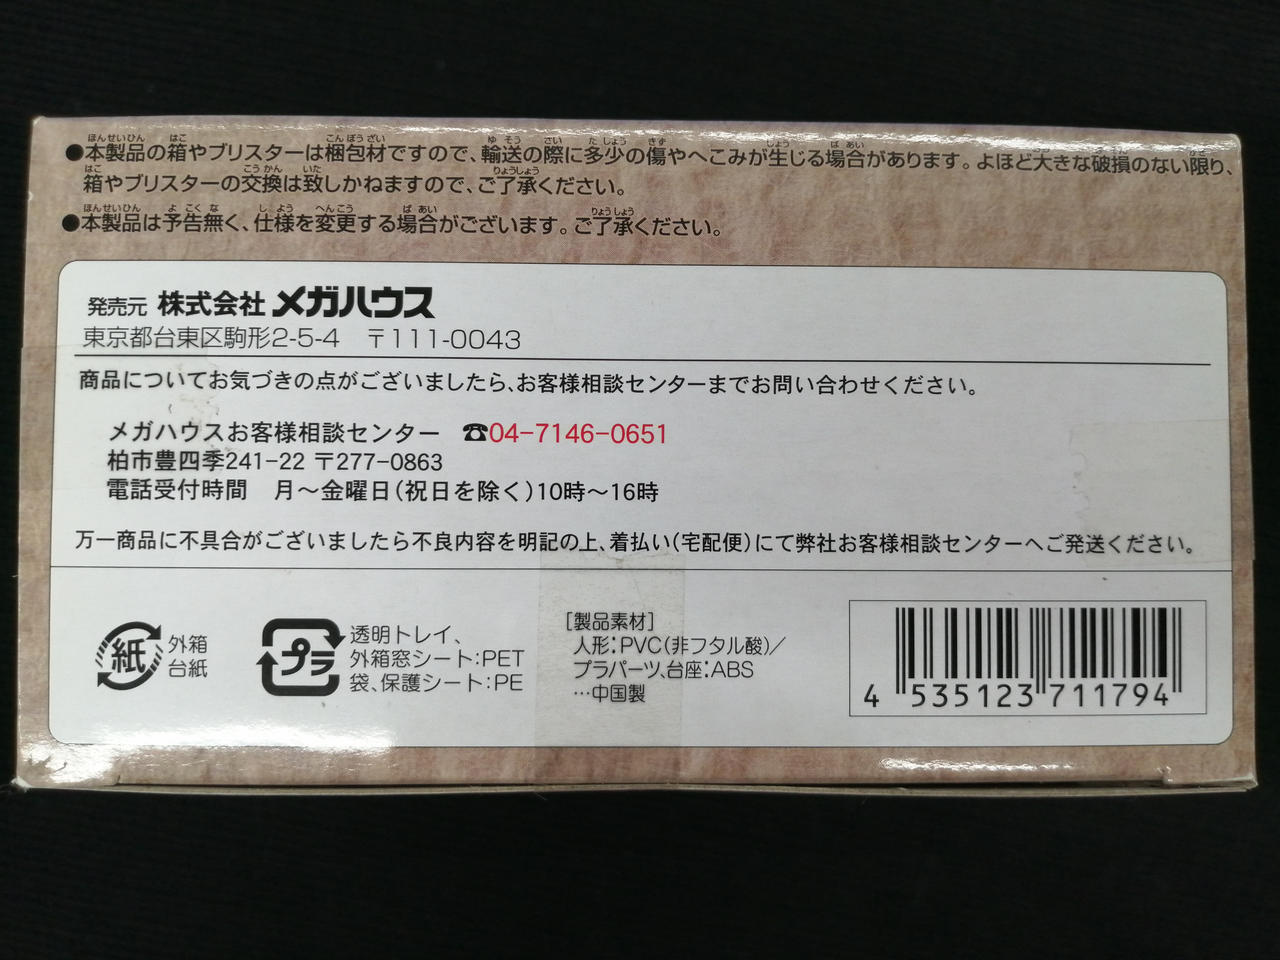 ●本製品の箱やブリスターは梱包材ですので、輸送の際に多少の傷やへこみが生じる場合があります。よほど大きな破損のない限り、
箱やブリスターの交換は致しかねますので、ご了承ください。
●本製品は予告無く、仕様を変更する場合がございます。ご了承ください。
発売元 株式会社 メガハウス
東京都台東区駒形2-5-4 〒111-0043
商品についてお気づきの点がございましたら、お客様相談センターまでお問い合わせください。
メガハウスお客様相談センター ☎04-7146-0651
柏市豊四季241-22 〒277-0863
電話受付時間 月〜金曜日(祝日を除く)10時〜16時
万一商品に不具合がございましたら不良内容を明記の上、着払い(宅配便)にて弊社お客様相談センターへご発送ください。
紙 外箱
台紙
プラ 透明トレイ、
外箱窓シート:PET
袋、保護シート:PE
[製品素材]
人形:PVC(非フタル酸)/
プラパーツ、台座:ABS
…中国製
4 535123 711794